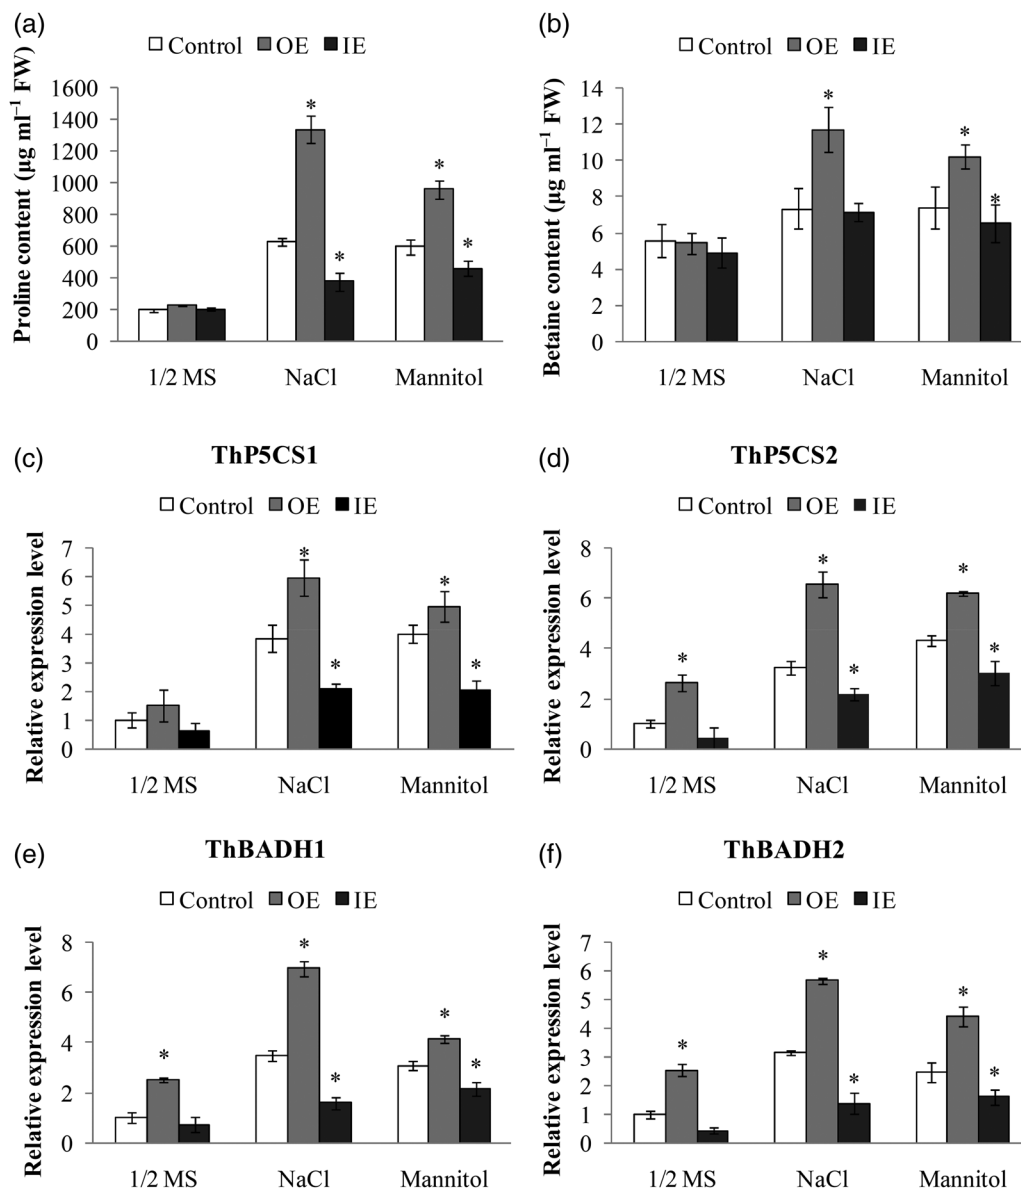 (a)
Control OE IE
Proline content (µg ml⁻¹ FW)
1600
1400
1200
1000
800
600
400
200
0
* * * *
1/2 MS NaCl Mannitol
(b)
Control OE IE
Betaine content (µg ml⁻¹ FW)
14
12
10
8
6
4
2
0
* * *
1/2 MS NaCl Mannitol
(c) ThP5CS1
Control OE IE
Relative expression level
7
6
5
4
3
2
1
0
* * * *
1/2 MS NaCl Mannitol
(d) ThP5CS2
Control OE IE
Relative expression level
8
6
4
2
0
* * * * *
1/2 MS NaCl Mannitol
(e) ThBADH1
Control OE IE
Relative expression level
8
6
4
2
0
* * * * *
1/2 MS NaCl Mannitol
(f) ThBADH2
Control OE IE
Relative expression level
7
6
5
4
3
2
1
0
* * * * *
1/2 MS NaCl Mannitol